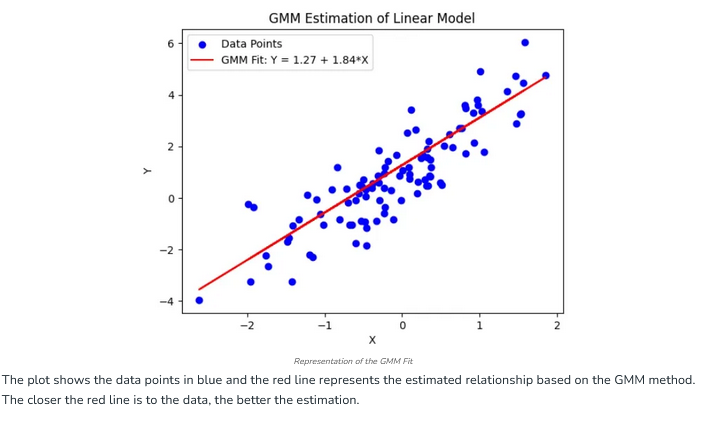 GMM Estimation of Linear Model
Data Points
GMM Fit: Y = 1.27 + 1.84*X
6
4
2
0
−2
−4
Y
−2
−1
0
1
2
X
Representation of the GMM Fit
The plot shows the data points in blue and the red line represents the estimated relationship based on the GMM method.
The closer the red line is to the data, the better the estimation.